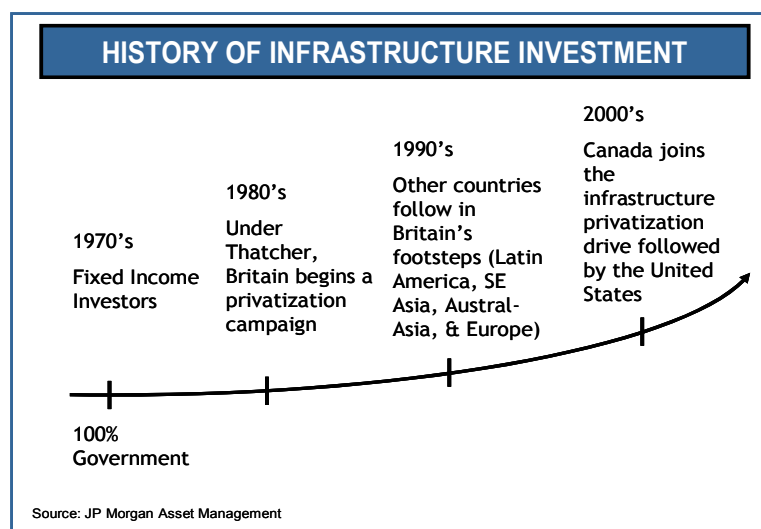 HISTORY OF INFRASTRUCTURE INVESTMENT
1970's
Fixed Income
Investors
1980's
Under
Thatcher,
Britain begins a
privatization
campaign
1990's
Other countries
follow in
Britain's
footsteps (Latin
America, SE
Asia, Austral-
Asia, & Europe)
2000's
Canada joins
the
infrastructure
privatization
drive followed
by the United
States
100%
Government
Source: JP Morgan Asset Management